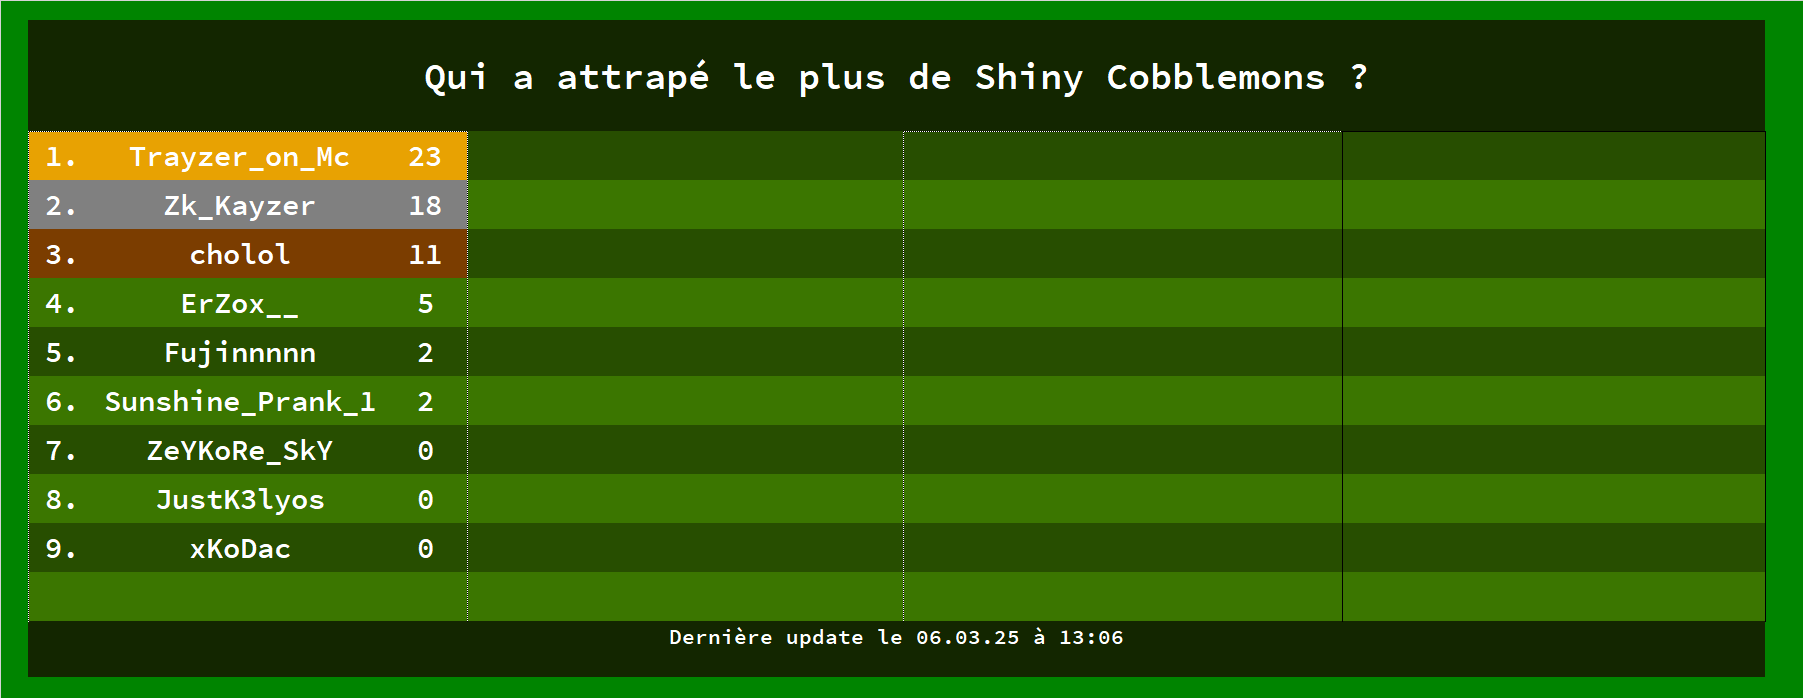 Qui a attrapé le plus de Shiny Cobblemons ?
1. Trayzer_on_Mc 23
2. Zk_Kayzer 18
3. cholol 11
4. ErZox__ 5
5. Fujinnnnn 2
6. Sunshine_Prank_1 2
7. ZeYKoRe_SkY 0
8. JustK3lyos 0
9. xKoDac 0
Dernière update le 06.03.25 à 13:06